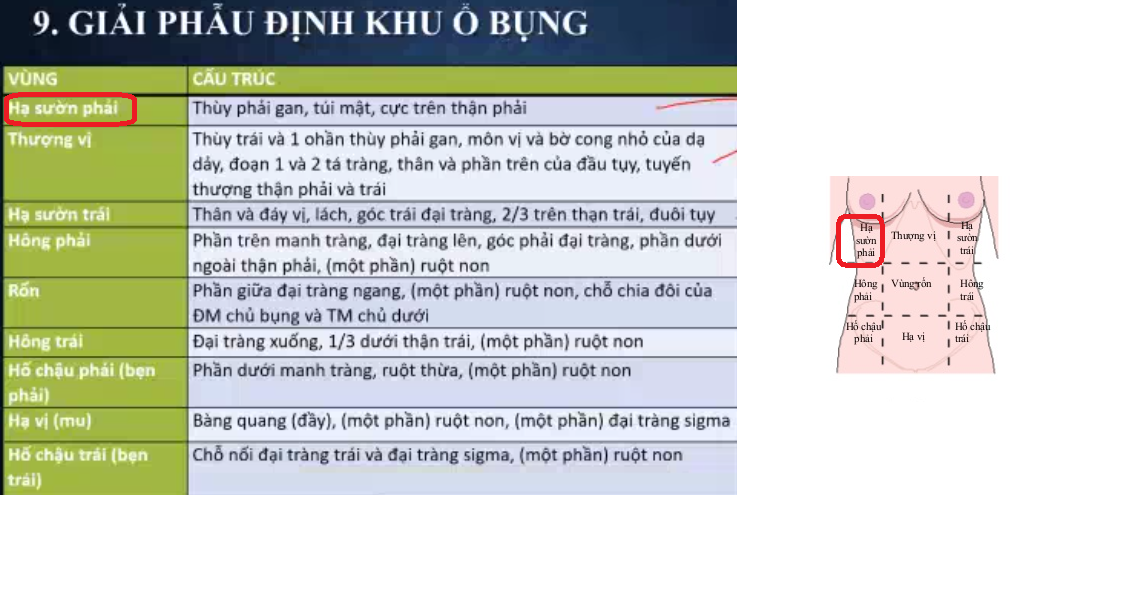 9. GIẢI PHẪU ĐỊNH KHU Ổ BỤNG
VÙNG
CẤU TRÚC
Hạ sườn phải
Thùy phải gan, túi mật, cực trên thận phải
Thượng vị
Thùy trái và 1 ohần thùy phải gan, môn vị và bờ cong nhỏ của dạ
dảy, đoạn 1 và 2 tá tràng, thân và phần trên của đầu tụy, tuyến
thượng thận phải và trái
Hạ sườn trái
Thân và đáy vị, lách, góc trái đại tràng, 2/3 trên thạn trái, đuôi tụy
Hông phải
Phần trên manh tràng, đại tràng lên, góc phải đại tràng, phần dưới
ngoài thận phải, (một phần) ruột non
Rốn
Phần giữa đại tràng ngang, (một phần) ruột non, chỗ chia đôi của
ĐM chủ bụng và TM chủ dưới
Hông trái
Đại tràng xuống, 1/3 dưới thận trái, (một phần) ruột non
Hố chậu phải (bẹn
phải)
Phần dưới manh tràng, ruột thừa, (một phần) ruột non
Hạ vị (mu)
Bàng quang (đầy), (một phần) ruột non, (một phần) đại tràng sigma
Hố chậu trái (bẹn
trái)
Chỗ nối đại tràng trái và đại tràng sigma, (một phần) ruột non
Hạ
sườn
phải
Thượng vị
Hạ
sườn
trái
Hông
phải
Vùng rốn
Hông
trái
Hố chậu
phải
Hạ vị
Hố chậu
trái